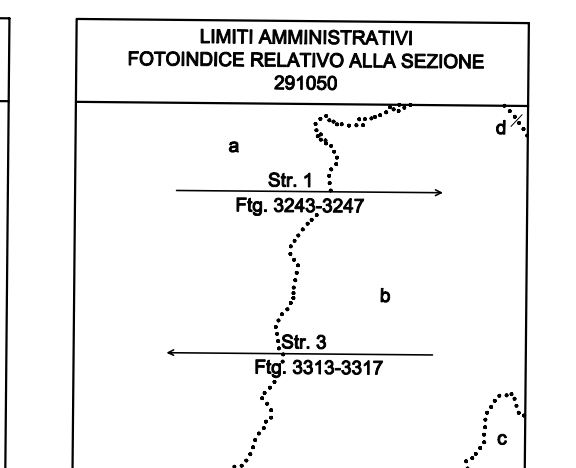 LIMITI AMMINISTRATIVI
FOTOINDICE RELATIVO ALLA SEZIONE
291050
d
a
Str. 1
Ftg. 3243-3247
b
Str. 3
Ftg. 3313-3317
c